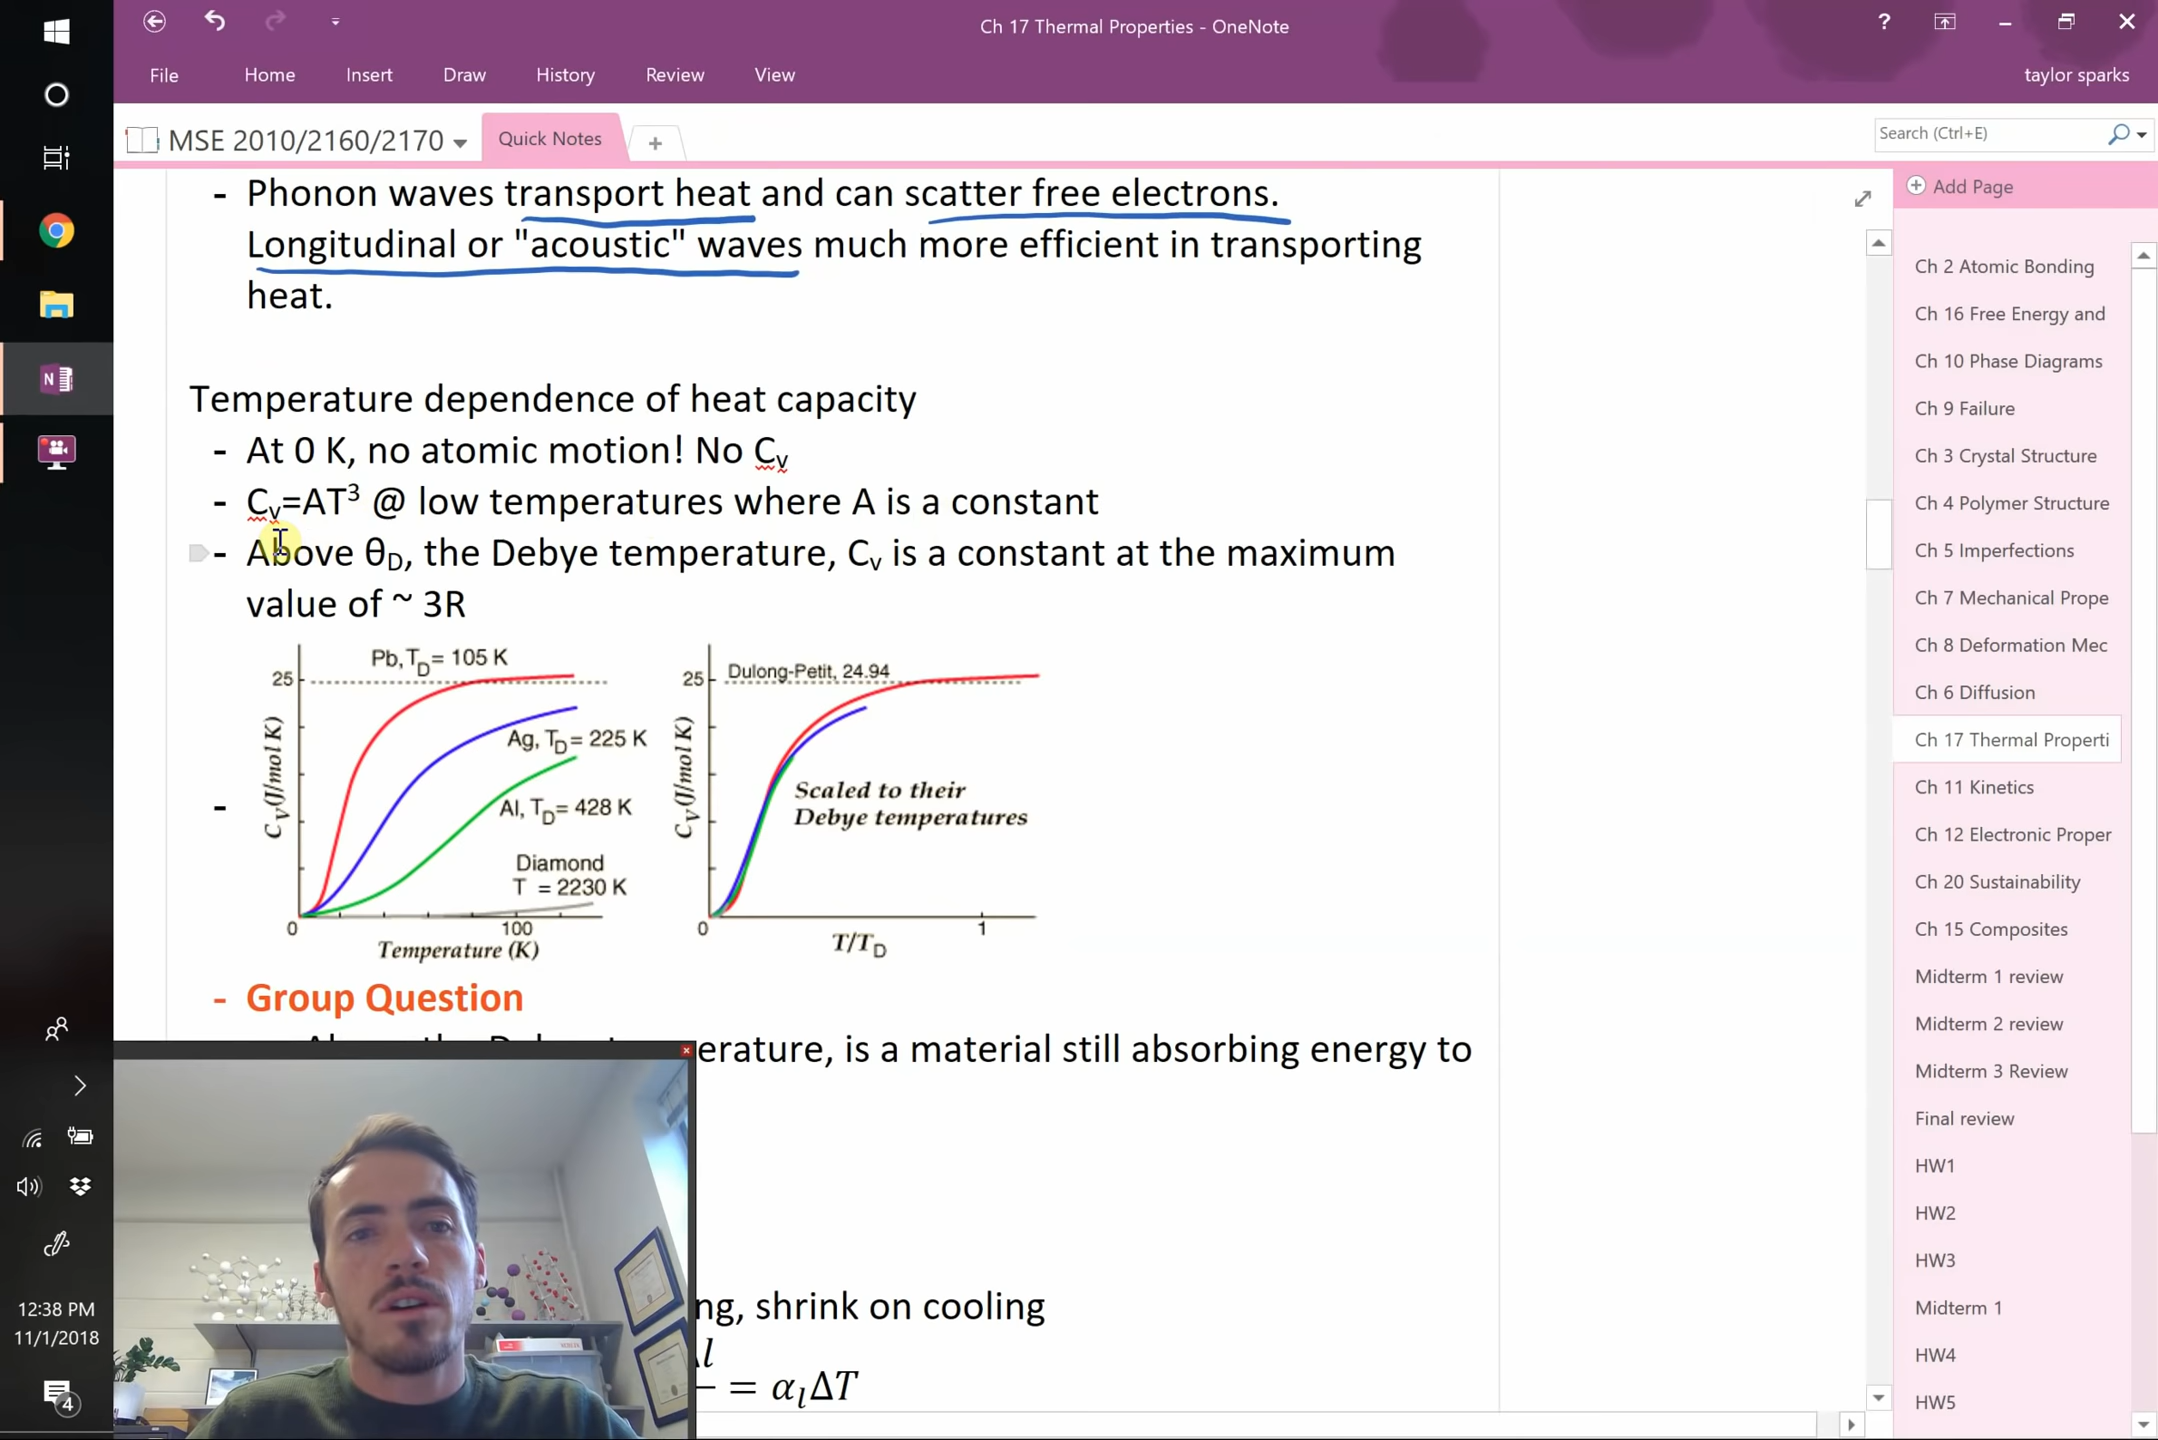 Ch 17 Thermal Properties - OneNote
?
File Home Insert Draw History Review View
taylor sparks
MSE 2010/2160/2170
Quick Notes
+
Search (Ctrl+E)
- Phonon waves transport heat and can scatter free electrons.
Longitudinal or "acoustic" waves much more efficient in transporting
heat.
Temperature dependence of heat capacity
- At 0 K, no atomic motion! No Cv
- Cv=AT³ @ low temperatures where A is a constant
- Above θD, the Debye temperature, Cv is a constant at the maximum
value of ~ 3R
-
Pb, TD= 105 K
25
Ag, TD= 225 K
Al, TD= 428 K
Diamond
T = 2230 K
CV(J/mol K)
0
100
Temperature (K)
25
Dulong-Petit, 24.94
Scaled to their
Debye temperatures
CV(J/mol K)
0
1
T/TD
- Group Question
erature, is a material still absorbing energy to
ng, shrink on cooling
l
= αlΔT
Add Page
Ch 2 Atomic Bonding
Ch 16 Free Energy and
Ch 10 Phase Diagrams
Ch 9 Failure
Ch 3 Crystal Structure
Ch 4 Polymer Structure
Ch 5 Imperfections
Ch 7 Mechanical Prope
Ch 8 Deformation Mec
Ch 6 Diffusion
Ch 17 Thermal Properti
Ch 11 Kinetics
Ch 12 Electronic Proper
Ch 20 Sustainability
Ch 15 Composites
Midterm 1 review
Midterm 2 review
Midterm 3 Review
Final review
HW1
HW2
HW3
Midterm 1
HW4
HW5
N
12:38 PM
11/1/2018
4